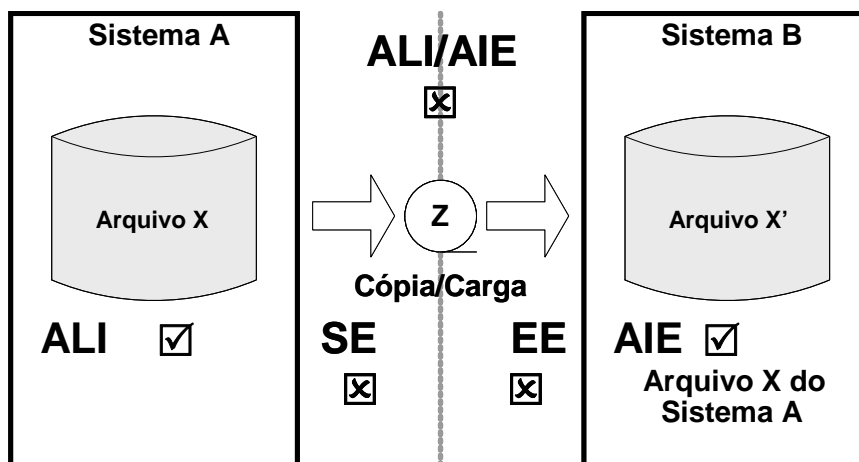 Sistema A
ALI/AIE
Sistema B
Arquivo X
Z
Arquivo X’
Cópia/Carga
ALI
SE
EE
AIE
Arquivo X do
Sistema A